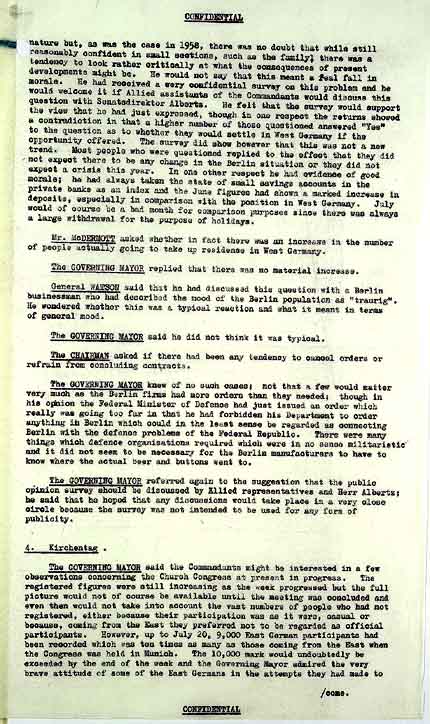 CONFIDENTIAL
nature but, as was the case in 1958, there was no doubt that while still
reasonably confident in small sections, such as the family; there was a
tendency to look rather critically at what the consequences of present
developments might be. He would not say that this meant a real fall in
morale. He had received a very confidential survey on this problem and he
would welcome it if Allied assistants of the Commandants would discuss this
question with Senatsdirektor Alberts. He felt that the survey would support
the view that he had just expressed, though in one respect the returns showed
a contradiction in that a higher number of those questioned answered "Yes"
to the question as to whether they would settle in West Germany if the
opportunity offered. The survey did show however that this was not a new
trend. Most people who were questioned replied to the effect that they did
not expect there to be any change in the Berlin situation or they did not
expect a crisis this year. In one other respect he had evidence of good
morale; he had always taken the state of small savings accounts in the
private banks as an index and the June figures had shown a marked increase in
deposits, especially in comparison with the position in West Germany. July
would of course be a bad month for comparison purposes since there was always
a large withdrawal for the purpose of holidays.
Mr. McDERMOTT asked whether in fact there was an increase in the number
of people actually going to take up residence in West Germany.
The GOVERNING MAYOR replied that there was no material increase.
General WATSON said that he had discussed this question with a Berlin
businessman who had described the mood of the Berlin population as "traurig".
He wondered whether this was a typical reaction and what it meant in terms
of general mood.
The GOVERNING MAYOR said he did not think it was typical.
The CHAIRMAN asked if there had been any tendency to cancel orders or
refrain from concluding contracts.
The GOVERNING MAYOR knew of no such cases; not that a few would matter
very much as the Berlin firms had more orders than they needed; though in
his opinion the Federal Minister of Defence had just issued an order which
really was going too far in that he had forbidden his Department to order
anything in Berlin which could in the least sense be regarded as connecting
Berlin with the defence problems of the Federal Republic. There were many
things which defence organisations required which were in no sense militaristic
and it did not seem to be necessary for the Berlin manufacturers to have to
know where the actual beer and buttons went to.
The GOVERNING MAYOR referred again to the suggestion that the public
opinion survey should be discussed by Allied representatives and Herr Alberts;
he said that he hoped that any discussions would take place in a very close
circle because the survey was not intended to be used for any form of
publicity.
4. Kirchentag.
The GOVERNING MAYOR said the Commandants might be interested in a few
observations concerning the Church Congress at present in progress. The
registered figures were still increasing as the week progressed but the full
picture would not of course be available until the meeting was concluded and
even then would not take into account the vast numbers of people who had not
registered, either because their participation was as it were, casual or
because, coming from the East they preferred not to be regarded as official
participants. However, up to July 20, 9,000 East German participants had
been recorded which was ten times as many as those coming from the East when
the Congress was held in Munich. The 10,000 mark would undoubtedly be
exceeded by the end of the week and the Governing Mayor admired the very
brave attitude of some of the East Germans in the attempts they had made to
/come.
CONFIDENTIAL